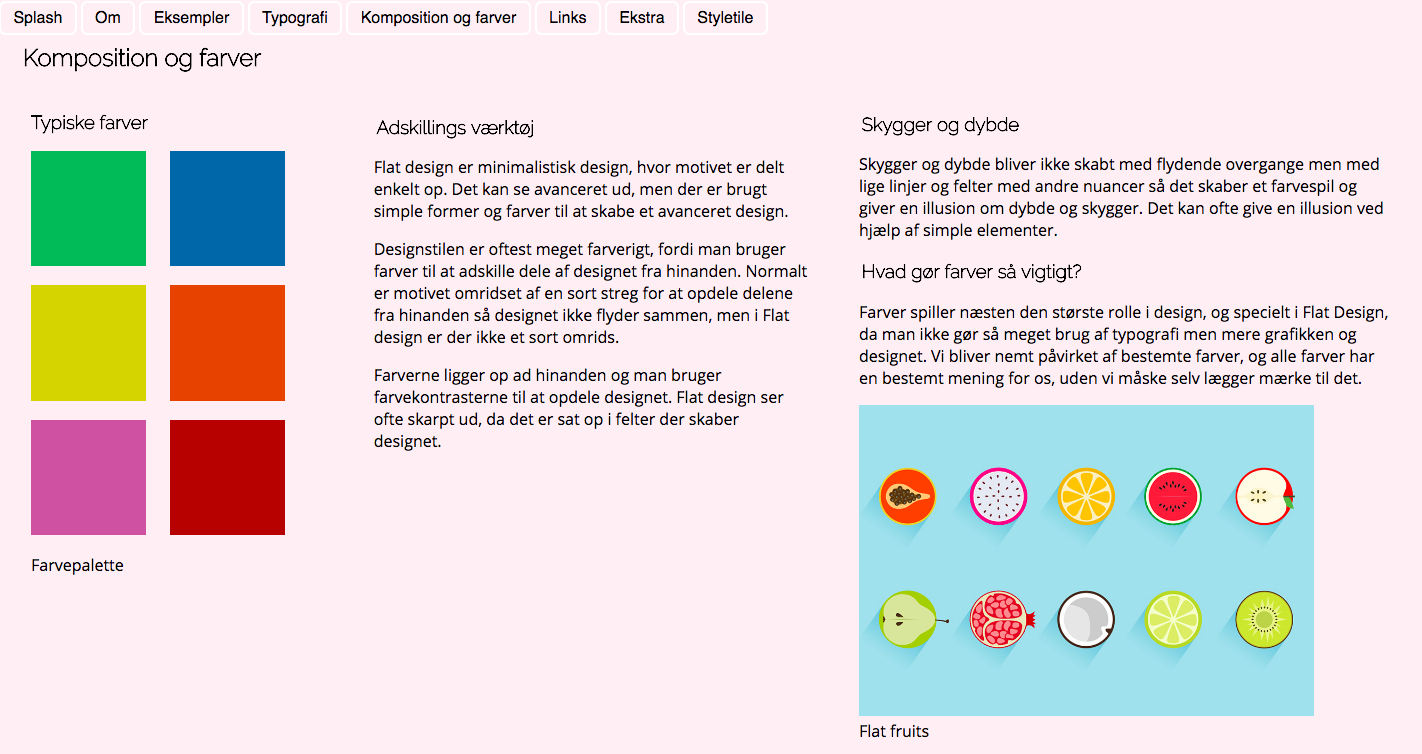 Splash Om Eksempler Typografi Komposition og farver Links Ekstra Styletile
Komposition og farver
Typiske farver
Farvepalette
Adskillings værktøj
Flat design er minimalistisk design, hvor motivet er delt
enkelt op. Det kan se avanceret ud, men der er brugt
simple former og farver til at skabe et avanceret design.
Designstilen er oftest meget farverigt, fordi man bruger
farver til at adskille dele af designet fra hinanden. Normalt
er motivet omridset af en sort streg for at opdele delene
fra hinanden så designet ikke flyder sammen, men i Flat
design er der ikke et sort omrids.
Farverne ligger op ad hinanden og man bruger
farvekontrasterne til at opdele designet. Flat design ser
ofte skarpt ud, da det er sat op i felter der skaber
designet.
Skygger og dybde
Skygger og dybde bliver ikke skabt med flydende overgange men med
lige linjer og felter med andre nuancer så det skaber et farvespil og
giver en illusion om dybde og skygger. Det kan ofte give en illusion ved
hjælp af simple elementer.
Hvad gør farver så vigtigt?
Farver spiller næsten den største rolle i design, og specielt i Flat Design,
da man ikke gør så meget brug af typografi men mere grafikken og
designet. Vi bliver nemt påvirket af bestemte farver, og alle farver har
en bestemt mening for os, uden vi måske selv lægger mærke til det.
Flat fruits